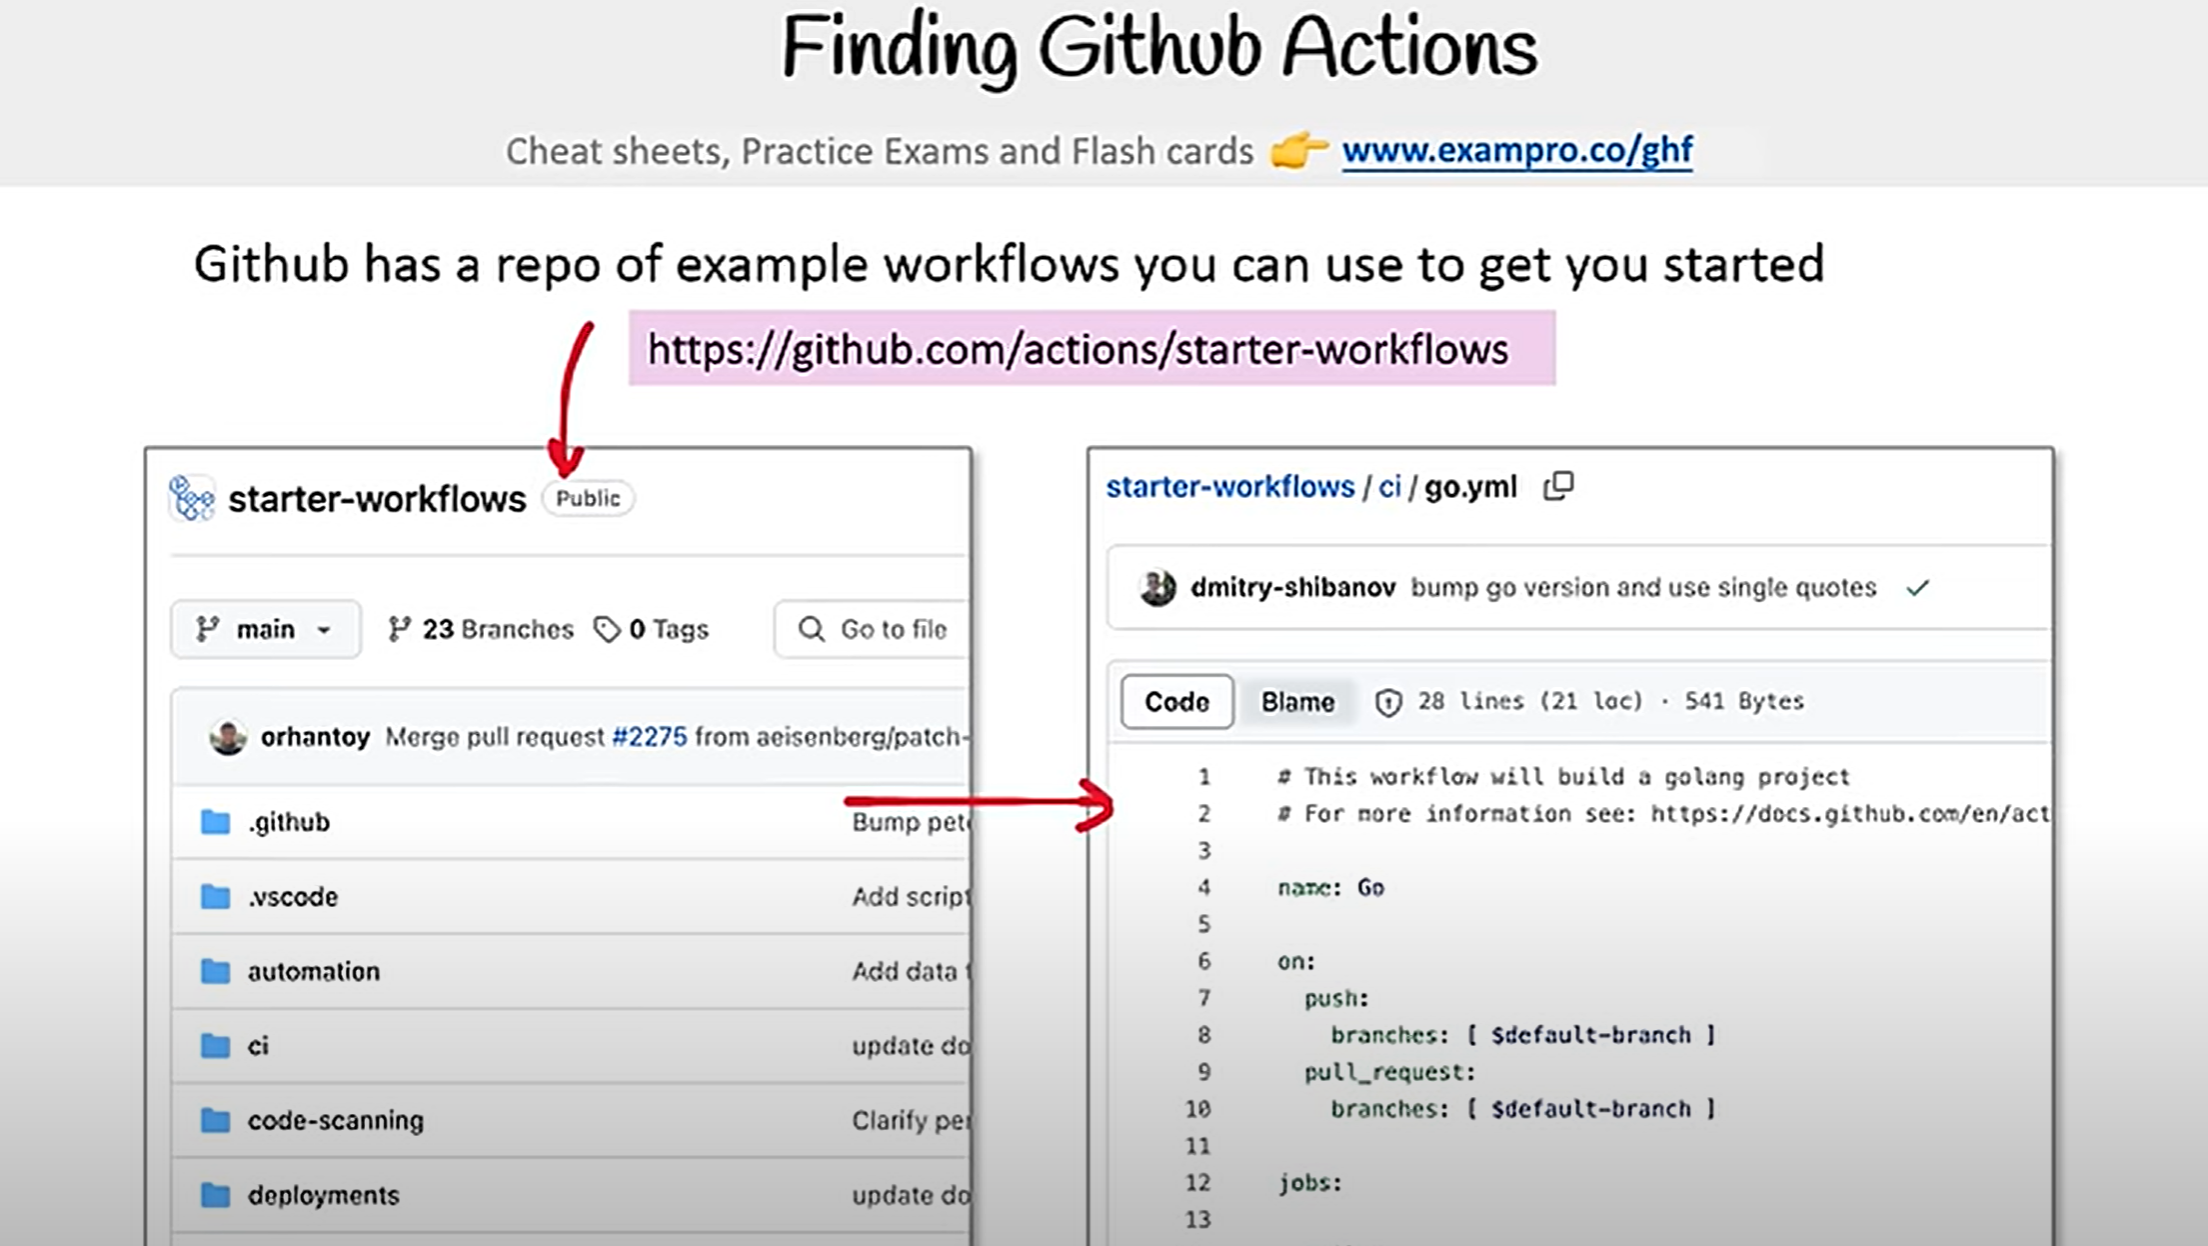 Finding Github Actions
Cheat sheets, Practice Exams and Flash cards 👉 www.exampro.co/ghf
Github has a repo of example workflows you can use to get you started
https://github.com/actions/starter-workflows
starter-workflows Public
main 23 Branches 0 Tags Go to file
orhantoy Merge pull request #2275 from aeisenberg/patch-
.github Bump pet
.vscode Add script
automation Add data
ci update do
code-scanning Clarify per
deployments update do
starter-workflows / ci / go.yml
dmitry-shibanov bump go version and use single quotes
Code Blame 28 lines (21 loc) · 541 Bytes
1 # This workflow will build a golang project
2 # For more information see: https://docs.github.com/en/act
3
4 name: Go
5
6 on:
7 push:
8 branches: [ $default-branch ]
9 pull_request:
10 branches: [ $default-branch ]
11
12 jobs:
13